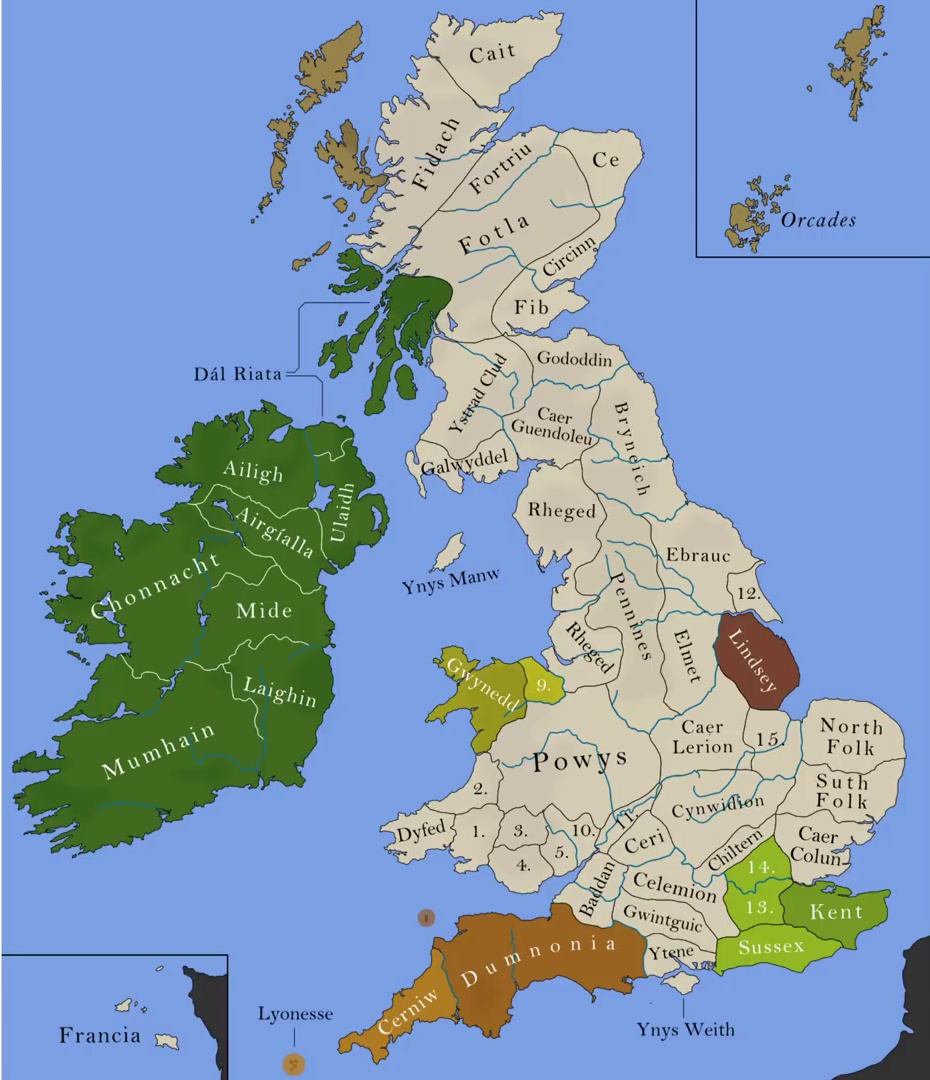 Cait
Fidach
Fortriu
Ce
Fotla
Circinn
Fib
Orcades
Dál Riata
Gododdin
Ystrad Clud
Caer
Guendoleu
Bryneich
Galwyddel
Ailigh
Airgíalla
Ulaidh
Rheged
Ebrauc
Ynys Manw
12.
Chonnacht
Mide
Pennines
Rheged
Elmet
Lindsey
Laighin
Gwynedd
9.
Mumhain
Powys
Caer
Lerion
15.
North
Folk
2.
Suth
Folk
Cynwidion
Dyfed
1.
3.
10.
11.
Ceri
Chiltern
Caer
Colun
4.
5.
14.
Baddan
Celemion
13.
Kent
Gwintguic
Dumnonia
Ytene
Sussex
Cerniw
Lyonesse
Ynys Weith
Francia